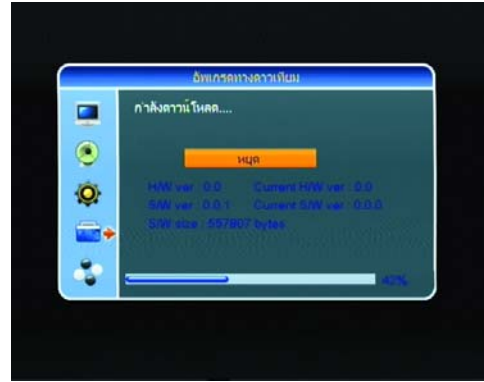 อัพเกรดทางดาวเทียม
กำลังดาวน์โหลด....
หยุด
H/W ver : 0.0 Current H/W ver : 0.0
S/W ver : 0.0.1 Current S/W ver : 0.0.0
S/W size : 557807 bytes
42%